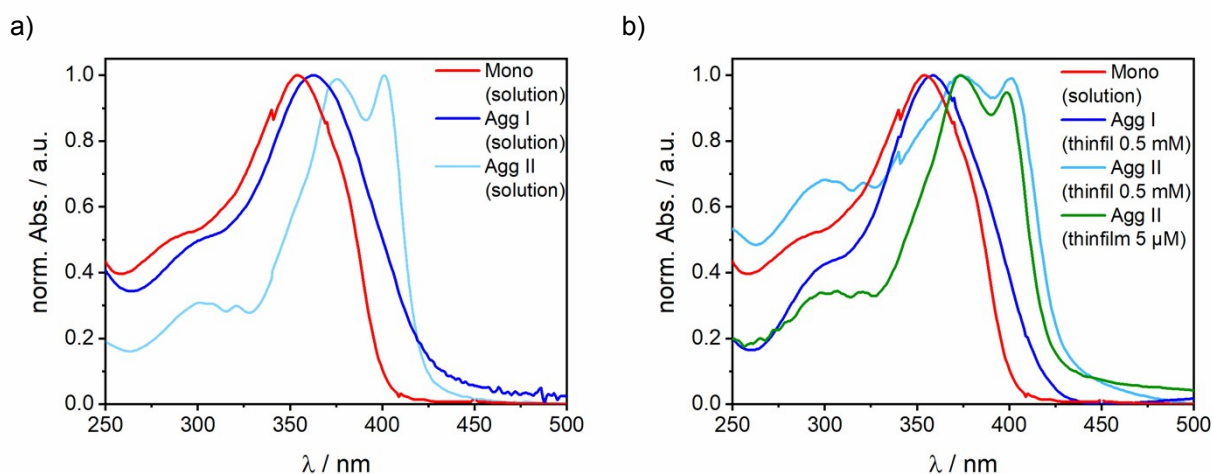 a)
norm. Abs. / a.u.
1.0
0.8
0.6
0.4
0.2
0.0
250 300 350 400 450 500
λ / nm
Mono
(solution)
Agg I
(solution)
Agg II
(solution)
b)
norm. Abs. / a.u.
1.0
0.8
0.6
0.4
0.2
0.0
250 300 350 400 450 500
λ / nm
Mono
(solution)
Agg I
(thinfil 0.5 mM)
Agg II
(thinfil 0.5 mM)
Agg II
(thinfilm 5 µM)